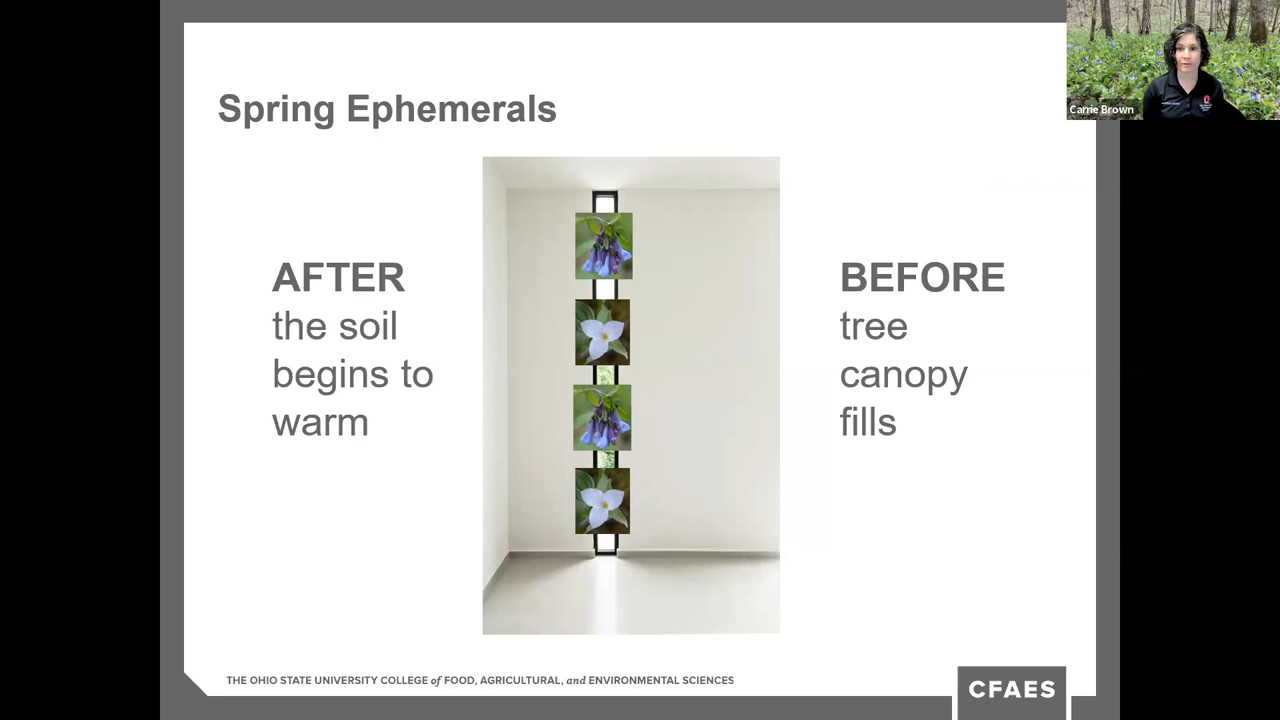 Spring Ephemerals
AFTER
the soil
begins to
warm
BEFORE
tree
canopy
fills
THE OHIO STATE UNIVERSITY COLLEGE of FOOD, AGRICULTURAL, and ENVIRONMENTAL SCIENCES
CFAES
Carrie Brown